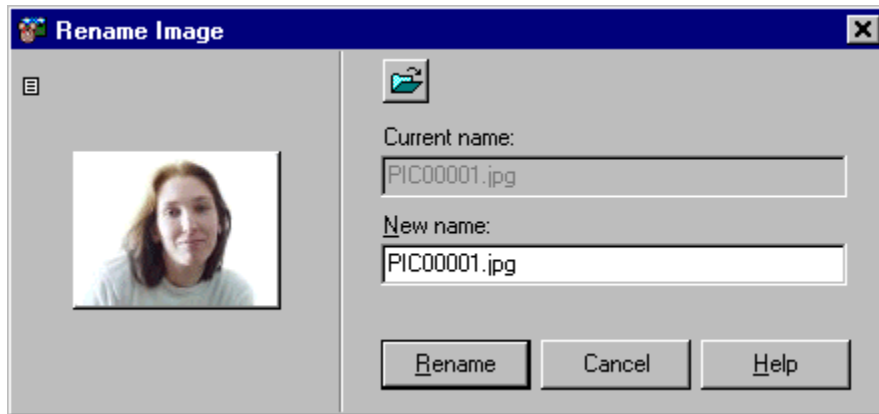 Rename Image
Current name:
PIC00001.jpg
New name:
PIC00001.jpg
Rename
Cancel
Help